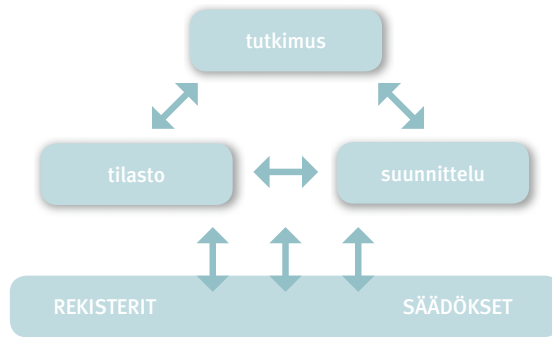 tutkimus
tilasto
suunnittelu
REKISTERIT
SÄÄDÖKSET